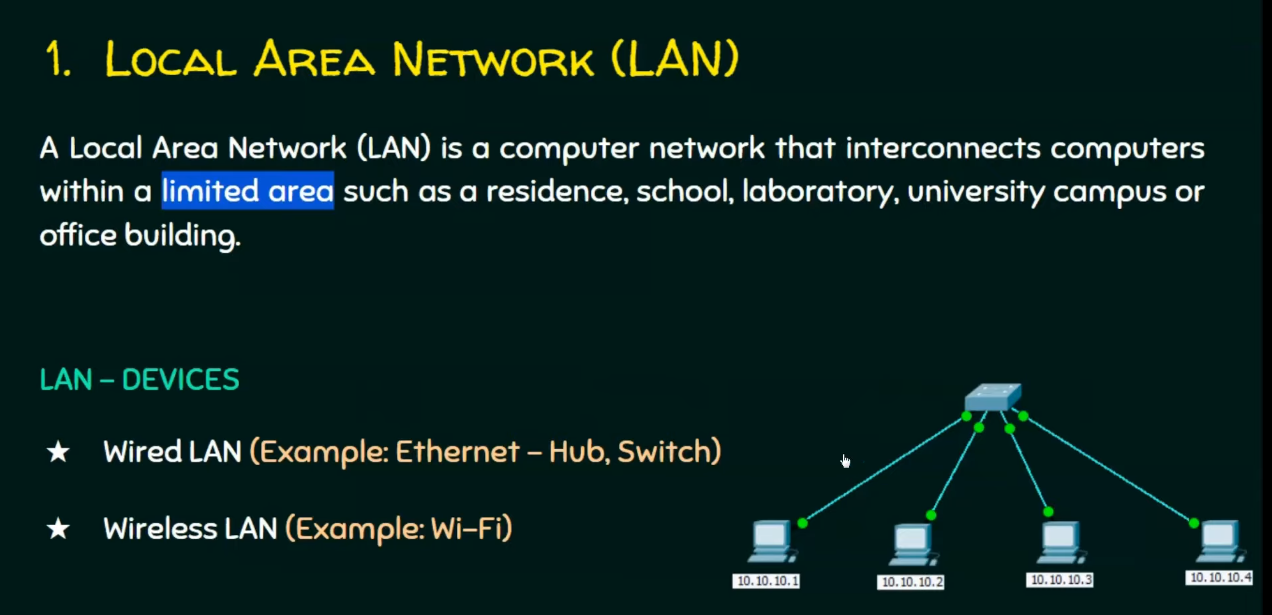 1. Local Area Network (LAN)
A Local Area Network (LAN) is a computer network that interconnects computers
within a limited area such as a residence, school, laboratory, university campus or
office building.
LAN – DEVICES
★ Wired LAN (Example: Ethernet – Hub, Switch)
★ Wireless LAN (Example: Wi-Fi)
10.10.10.1
10.10.10.2
10.10.10.3
10.10.10.4